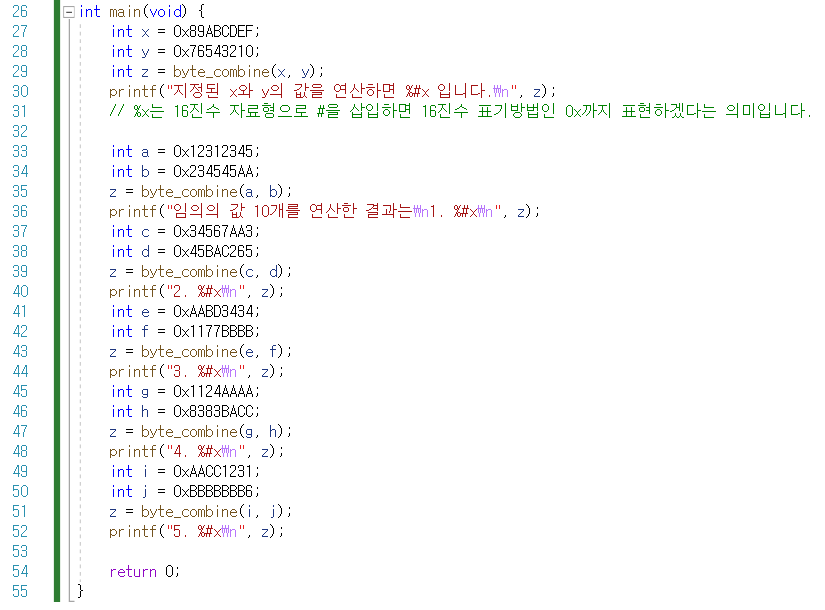 26 int main(void) {
27 int x = 0x89ABCDEF;
28 int y = 0x76543210;
29 int z = byte_combine(x, y);
30 printf("지정된 x와 y의 값을 연산하면 %#x 입니다.₩n", z);
31 // %x는 16진수 자료형으로 #을 삽입하면 16진수 표기방법인 0x까지 표현하겠다는 의미입니다.
32
33 int a = 0x12312345;
34 int b = 0x234545AA;
35 z = byte_combine(a, b);
36 printf("임의의 값 10개를 연산한 결과는₩n1. %#x₩n", z);
37 int c = 0x34567AA3;
38 int d = 0x45BAC265;
39 z = byte_combine(c, d);
40 printf("2. %#x₩n", z);
41 int e = 0xAABD3434;
42 int f = 0x1177BBBB;
43 z = byte_combine(e, f);
44 printf("3. %#x₩n", z);
45 int g = 0x1124AAAA;
46 int h = 0x8383BACC;
47 z = byte_combine(g, h);
48 printf("4. %#x₩n", z);
49 int i = 0xAACC1231;
50 int j = 0xBBBBBBB6;
51 z = byte_combine(i, j);
52 printf("5. %#x₩n", z);
53
54 return 0;
55 }